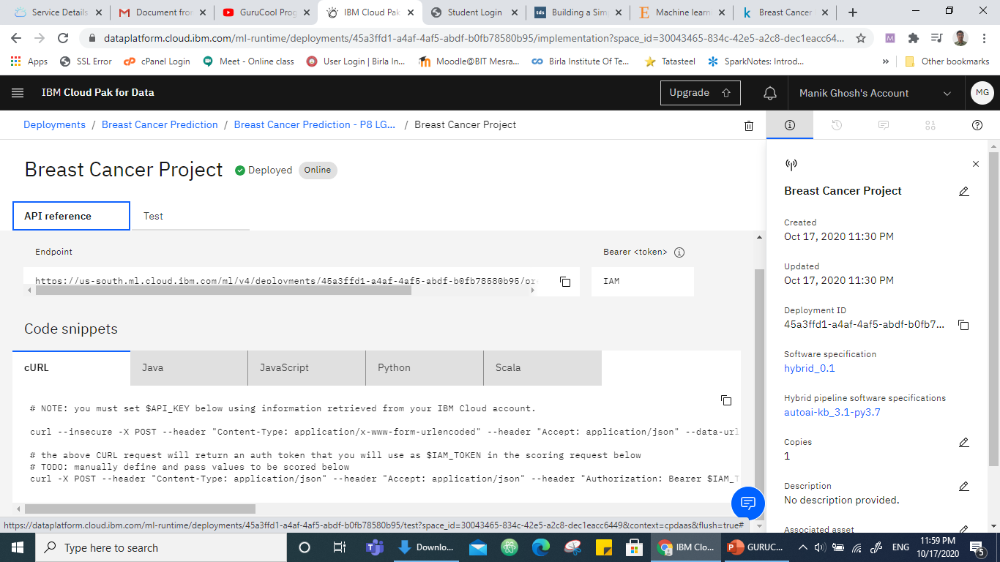 Service Details
Document fro
GuruCool Prog
IBM Cloud Pak
Student Login
tds
Building a Sim
Machine learn
Breast Cancer
dataplatform.cloud.ibm.com/ml-runtime/deployments/45a3ffd1-a4af-4af5-abdf-b0fb78580b95/implementation?space_id=30043465-834c-42e5-a2c8-dec1eacc64...
Apps
SSL Error
cPanel Login
Meet - Online class
User Login | Birla In...
Moodle@BIT Mesra...
Birla Institute Of Te...
Tatasteel
SparkNotes: Introd...
»
Other bookmarks
IBM Cloud Pak for Data
Upgrade
Manik Ghosh's Account
MG
Deployments / Breast Cancer Prediction / Breast Cancer Prediction - P8 LG... / Breast Cancer Project
Breast Cancer Project
Deployed
Online
API reference
Test
Endpoint
Bearer <token>
https://us-south.ml.cloud.ibm.com/ml/v4/deployments/45a3ffd1-a4af-4af5-abdf-b0fb78580b95/pre
IAM
Code snippets
cURL
Java
JavaScript
Python
Scala
# NOTE: you must set $API_KEY below using information retrieved from your IBM Cloud account.
curl --insecure -X POST --header "Content-Type: application/x-www-form-urlencoded" --header "Accept: application/json" --data-url
# the above CURL request will return an auth token that you will use as $IAM_TOKEN in the scoring request below
# TODO: manually define and pass values to be scored below
curl -X POST --header "Content-Type: application/json" --header "Accept: application/json" --header "Authorization: Bearer $IAM_T
Breast Cancer Project
Created
Oct 17, 2020 11:30 PM
Updated
Oct 17, 2020 11:30 PM
Deployment ID
45a3ffd1-a4af-4af5-abdf-b0fb7...
Software specification
hybrid_0.1
Hybrid pipeline software specifications
autoai-kb_3.1-py3.7
Copies
1
Description
No description provided.
Associated asset
https://dataplatform.cloud.ibm.com/ml-runtime/deployments/45a3ffd1-a4af-4af5-abdf-b0fb78580b95/test?space_id=30043465-834c-42e5-a2c8-dec1eacc6449&context=cpdaas&flush=true#
Type here to search
Downlo...
IBM Clo...
GURUC...
ENG
11:59 PM
10/17/2020
5